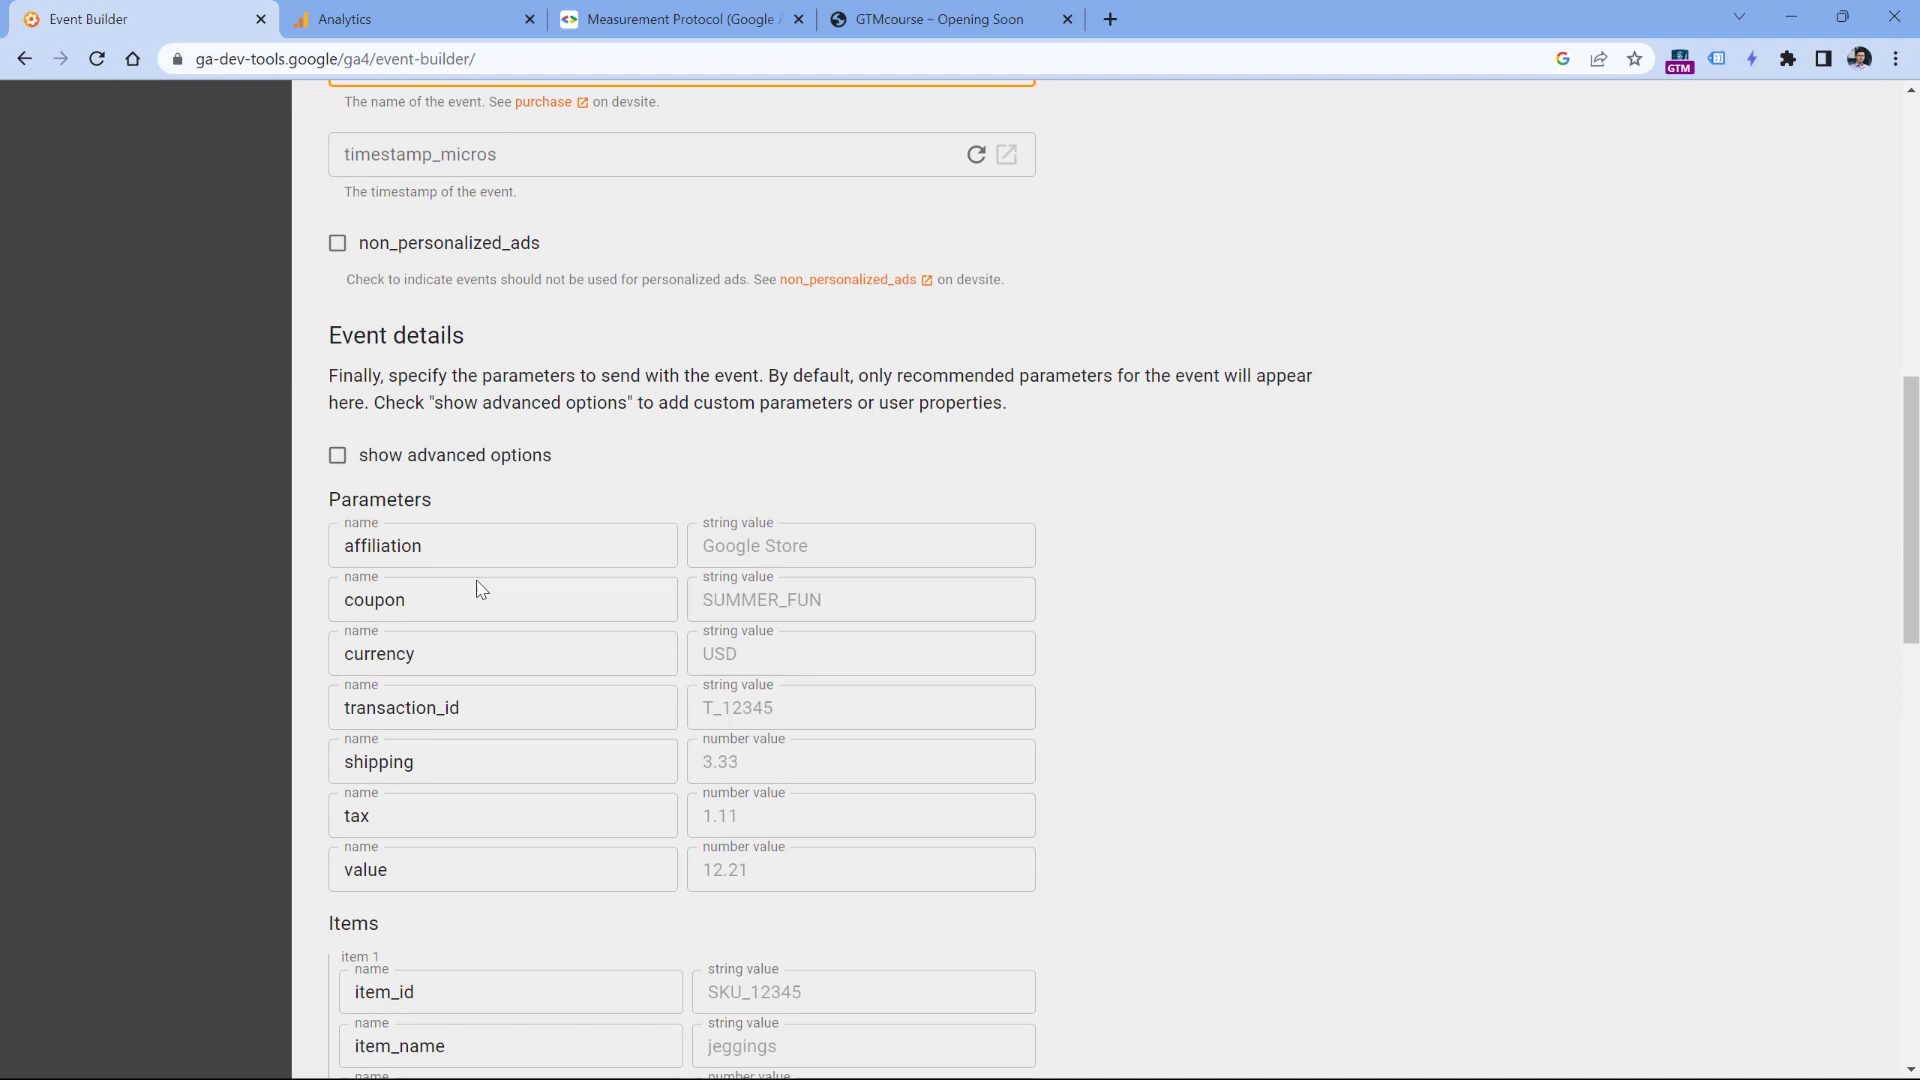 Event Builder
Analytics
Measurement Protocol (Google
GTMcourse – Opening Soon
ga-dev-tools.google/ga4/event-builder/
GTM
The name of the event. See purchase on devsite.
timestamp_micros
The timestamp of the event.
non_personalized_ads
Check to indicate events should not be used for personalized ads. See non_personalized_ads on devsite.
Event details
Finally, specify the parameters to send with the event. By default, only recommended parameters for the event will appear
here. Check "show advanced options" to add custom parameters or user properties.
show advanced options
Parameters
name string value
affiliation Google Store
name string value
coupon SUMMER_FUN
name string value
currency USD
name string value
transaction_id T_12345
name number value
shipping 3.33
name number value
tax 1.11
name number value
value 12.21
Items
item 1
name string value
item_id SKU_12345
name string value
item_name jeggings
name number value